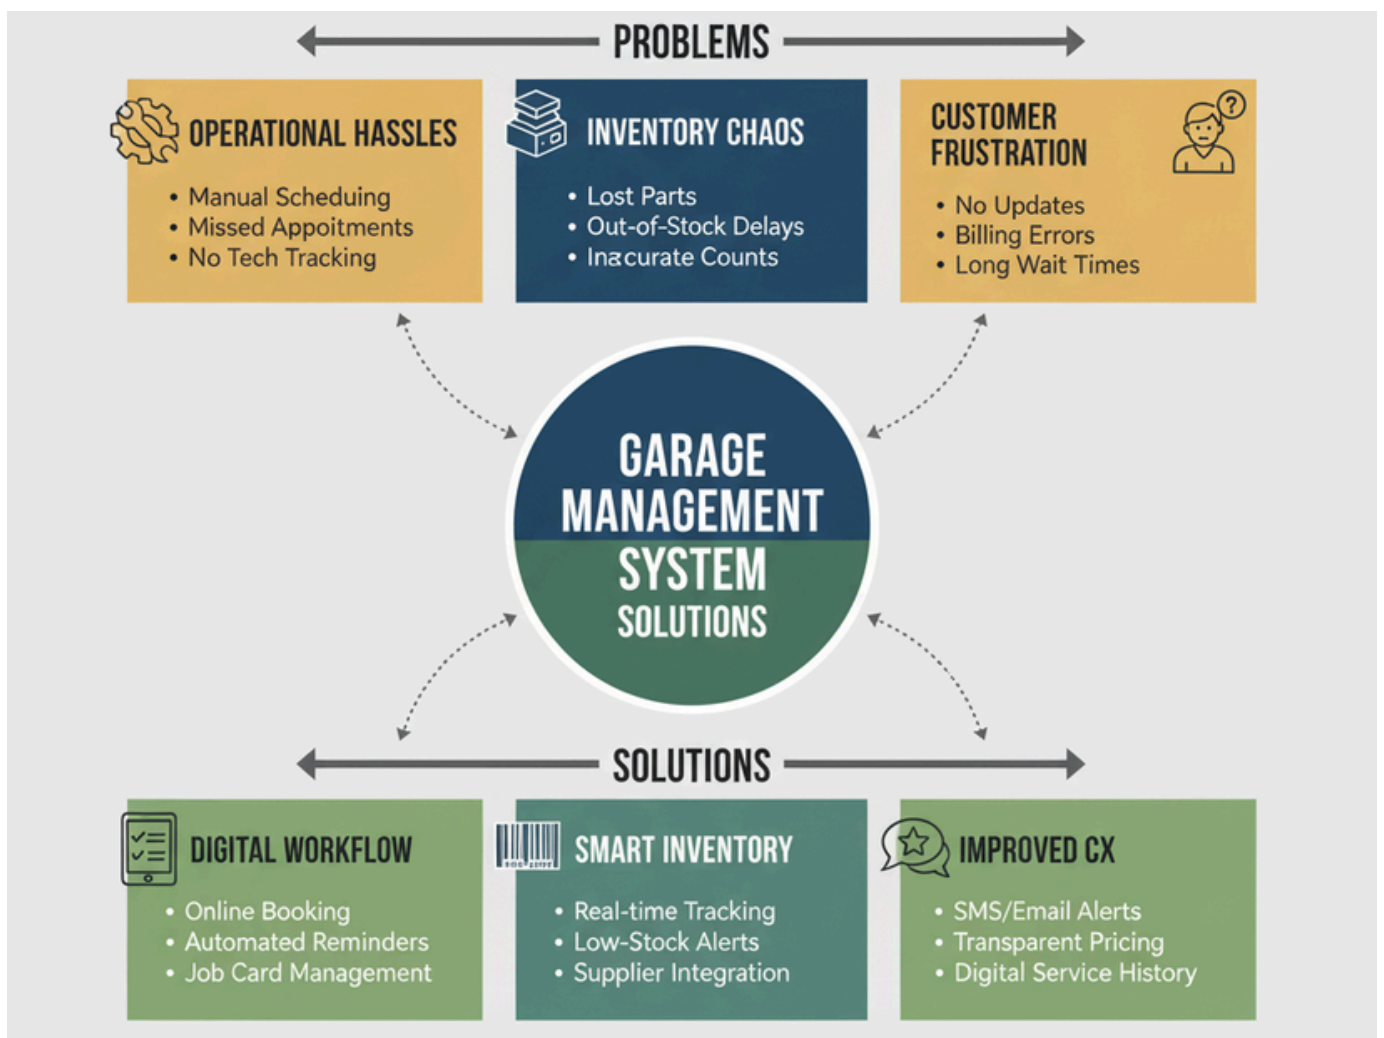 PROBLEMS
OPERATIONAL HASSLES
• Manual Scheduing
• Missed Appoitments
• No Tech Tracking
INVENTORY CHAOS
• Lost Parts
• Out-of-Stock Delays
• Inaccurate Counts
CUSTOMER
FRUSTRATION
?
• No Updates
• Billing Errors
• Long Wait Times
GARAGE
MANAGEMENT
SYSTEM
SOLUTIONS
SOLUTIONS
DIGITAL WORKFLOW
• Online Booking
• Automated Reminders
• Job Card Management
SMART INVENTORY
• Real-time Tracking
• Low-Stock Alerts
• Supplier Integration
IMPROVED CX
• SMS/Email Alerts
• Transparent Pricing
• Digital Service History